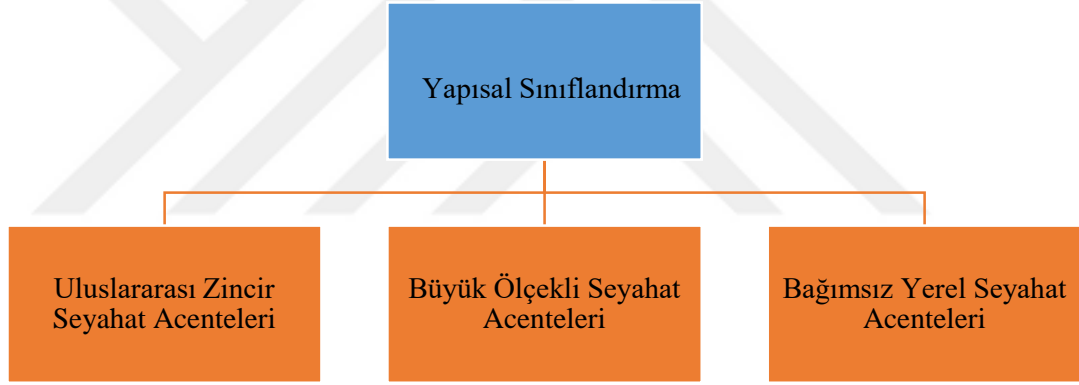 Yapısal Sınıflandırma
Uluslararası Zincir
Seyahat Acenteleri
Büyük Ölçekli Seyahat
Acenteleri
Bağımsız Yerel Seyahat
Acenteleri